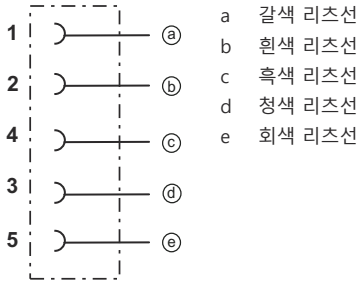 1 ⓐ
2 ⓑ
4 ⓒ
3 ⓓ
5 ⓔ
a 갈색 리츠선
b 흰색 리츠선
c 흑색 리츠선
d 청색 리츠선
e 회색 리츠선